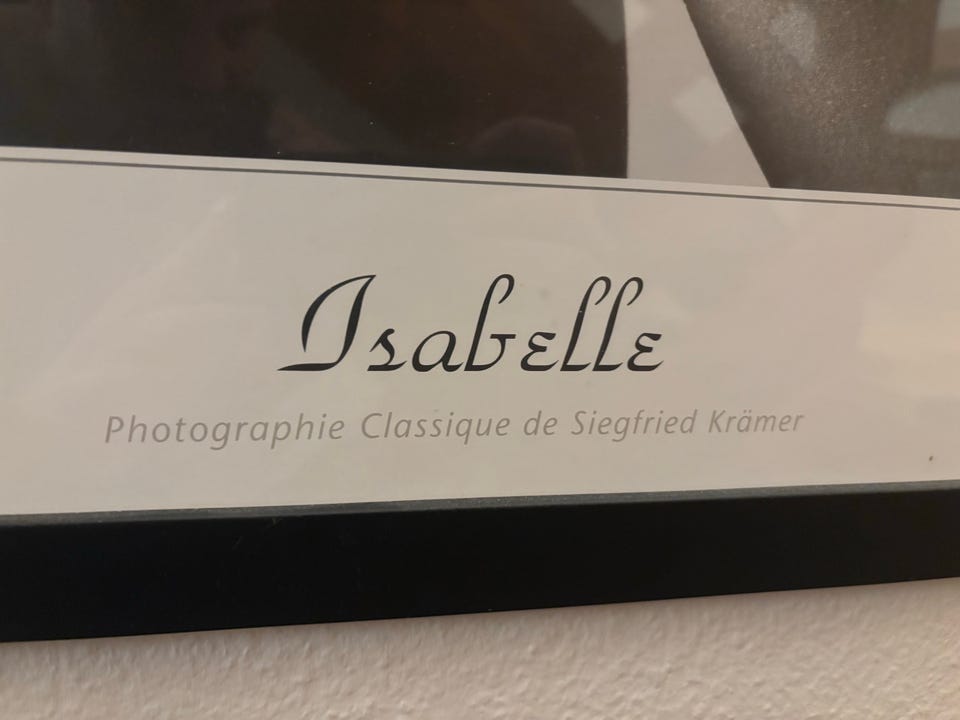 Isabelle
Photographie Classique de Siegfried Krämer